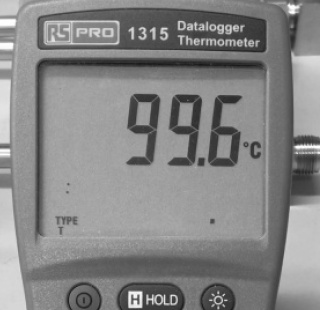 RS PRO 1315 Datalogger
Thermometer
99.6 °C
:
TYPE
T
H HOLD